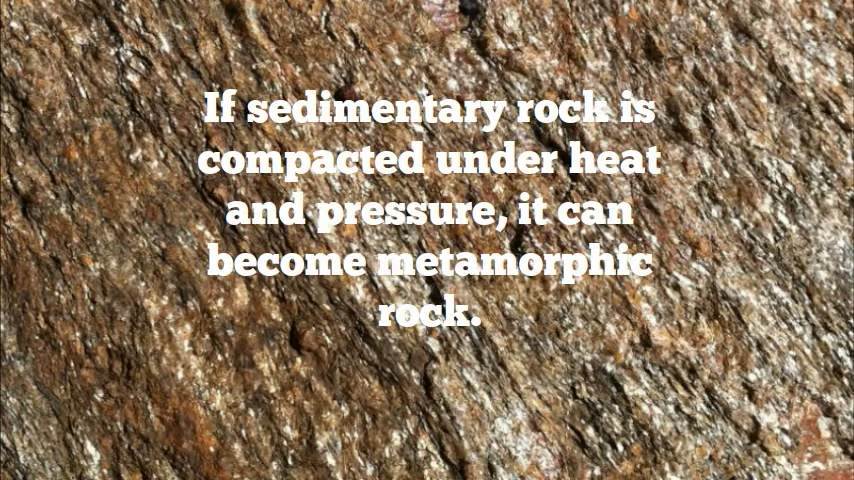 If sedimentary rock is
compacted under heat
and pressure, it can
become metamorphic
rock.